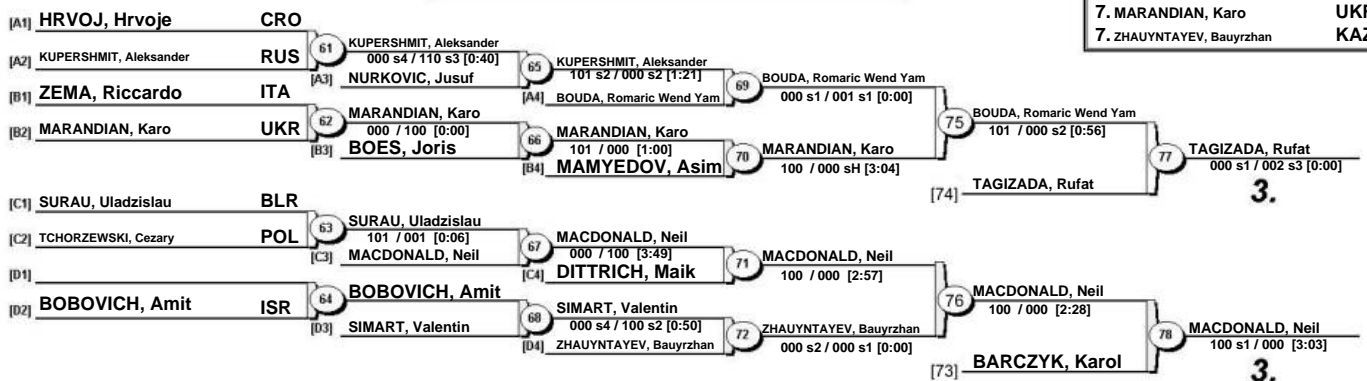 7. MARANDIAN, Karo UKR
7. ZHAUYNTAYEV, Bauyrzhan KAZ
[A1] HRVOJ, Hrvoje CRO
[A2] KUPERSHMIT, Aleksander RUS
61 KUPERSHMIT, Aleksander
000 s4 / 110 s3 [0:40]
[A3] NURKOVIC, Jusuf
65 KUPERSHMIT, Aleksander
101 s2 / 000 s2 [1:21]
[A4] BOUDA, Romaric Wend Yam
69 BOUDA, Romaric Wend Yam
000 s1 / 001 s1 [0:00]
[B1] ZEMA, Riccardo ITA
[B2] MARANDIAN, Karo UKR
62 MARANDIAN, Karo
000 / 100 [0:00]
[B3] BOES, Joris
66 MARANDIAN, Karo
101 / 000 [1:00]
[B4] MAMYEDOV, Asim
70 MARANDIAN, Karo
100 / 000 sH [3:04]
75 BOUDA, Romaric Wend Yam
101 / 000 s2 [0:56]
[74] TAGIZADA, Rufat
77 TAGIZADA, Rufat
000 s1 / 002 s3 [0:00]
3.
[C1] SURAU, Uladzislau BLR
[C2] TCHORZEWSKI, Cezary POL
63 SURAU, Uladzislau
101 / 001 [0:06]
[C3] MACDONALD, Neil
67 MACDONALD, Neil
000 / 100 [3:49]
[C4] DITTRICH, Maik
71 MACDONALD, Neil
100 / 000 [2:57]
[D1]
[D2] BOBOVICH, Amit ISR
64 BOBOVICH, Amit
[D3] SIMART, Valentin
68 SIMART, Valentin
000 s4 / 100 s2 [0:50]
[D4] ZHAUYNTAYEV, Bauyrzhan
72 ZHAUYNTAYEV, Bauyrzhan
000 s2 / 000 s1 [0:00]
76 MACDONALD, Neil
100 / 000 [2:28]
[73] BARCZYK, Karol
78 MACDONALD, Neil
100 s1 / 000 [3:03]
3.